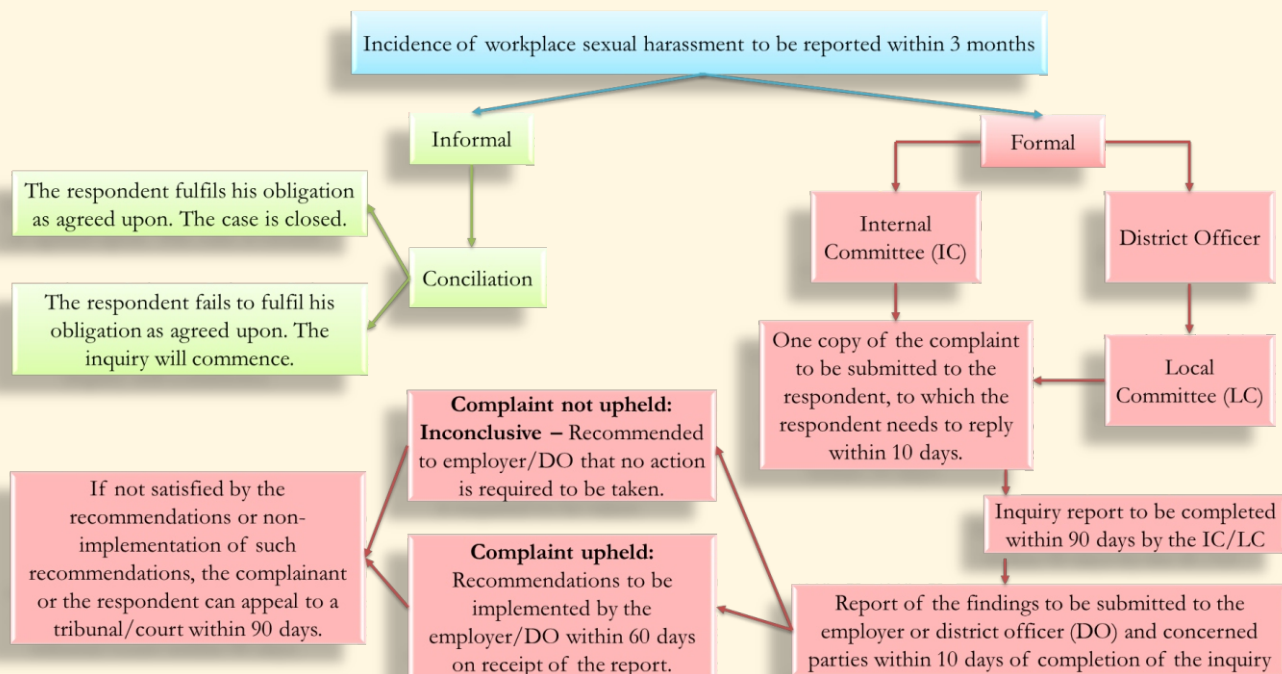 Incidence of workplace sexual harassment to be reported within 3 months
Informal
Formal
The respondent fulfils his obligation
as agreed upon. The case is closed.
Conciliation
The respondent fails to fulfil his
obligation as agreed upon. The
inquiry will commence.
Internal
Committee (IC)
District Officer
One copy of the complaint
to be submitted to the
respondent, to which the
respondent needs to reply
within 10 days.
Local
Committee (LC)
Inquiry report to be completed
within 90 days by the IC/LC
Report of the findings to be submitted to the
employer or district officer (DO) and concerned
parties within 10 days of completion of the inquiry
Complaint not upheld:
Inconclusive – Recommended
to employer/DO that no action
is required to be taken.
Complaint upheld:
Recommendations to be
implemented by the
employer/DO within 60 days
on receipt of the report.
If not satisfied by the
recommendations or non-
implementation of such
recommendations, the complainant
or the respondent can appeal to a
tribunal/court within 90 days.